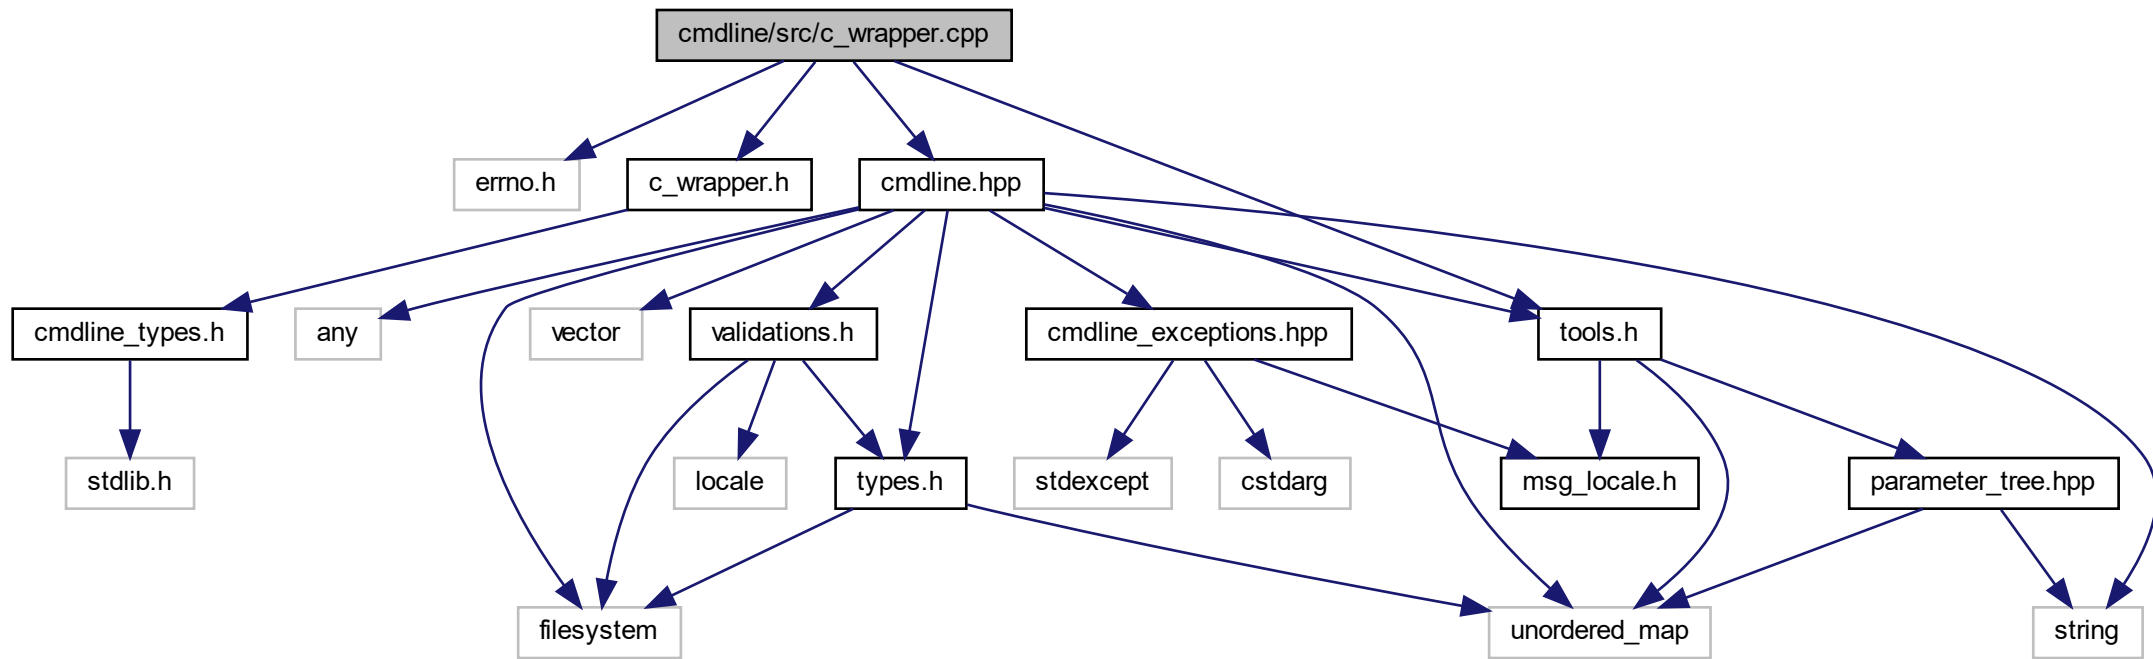 cmdline/src/c_wrapper.cpp
errno.h
c_wrapper.h
cmdline.hpp
cmdline_types.h
any
vector
validations.h
cmdline_exceptions.hpp
tools.h
stdlib.h
locale
types.h
stdexcept
cstdarg
msg_locale.h
parameter_tree.hpp
filesystem
unordered_map
string